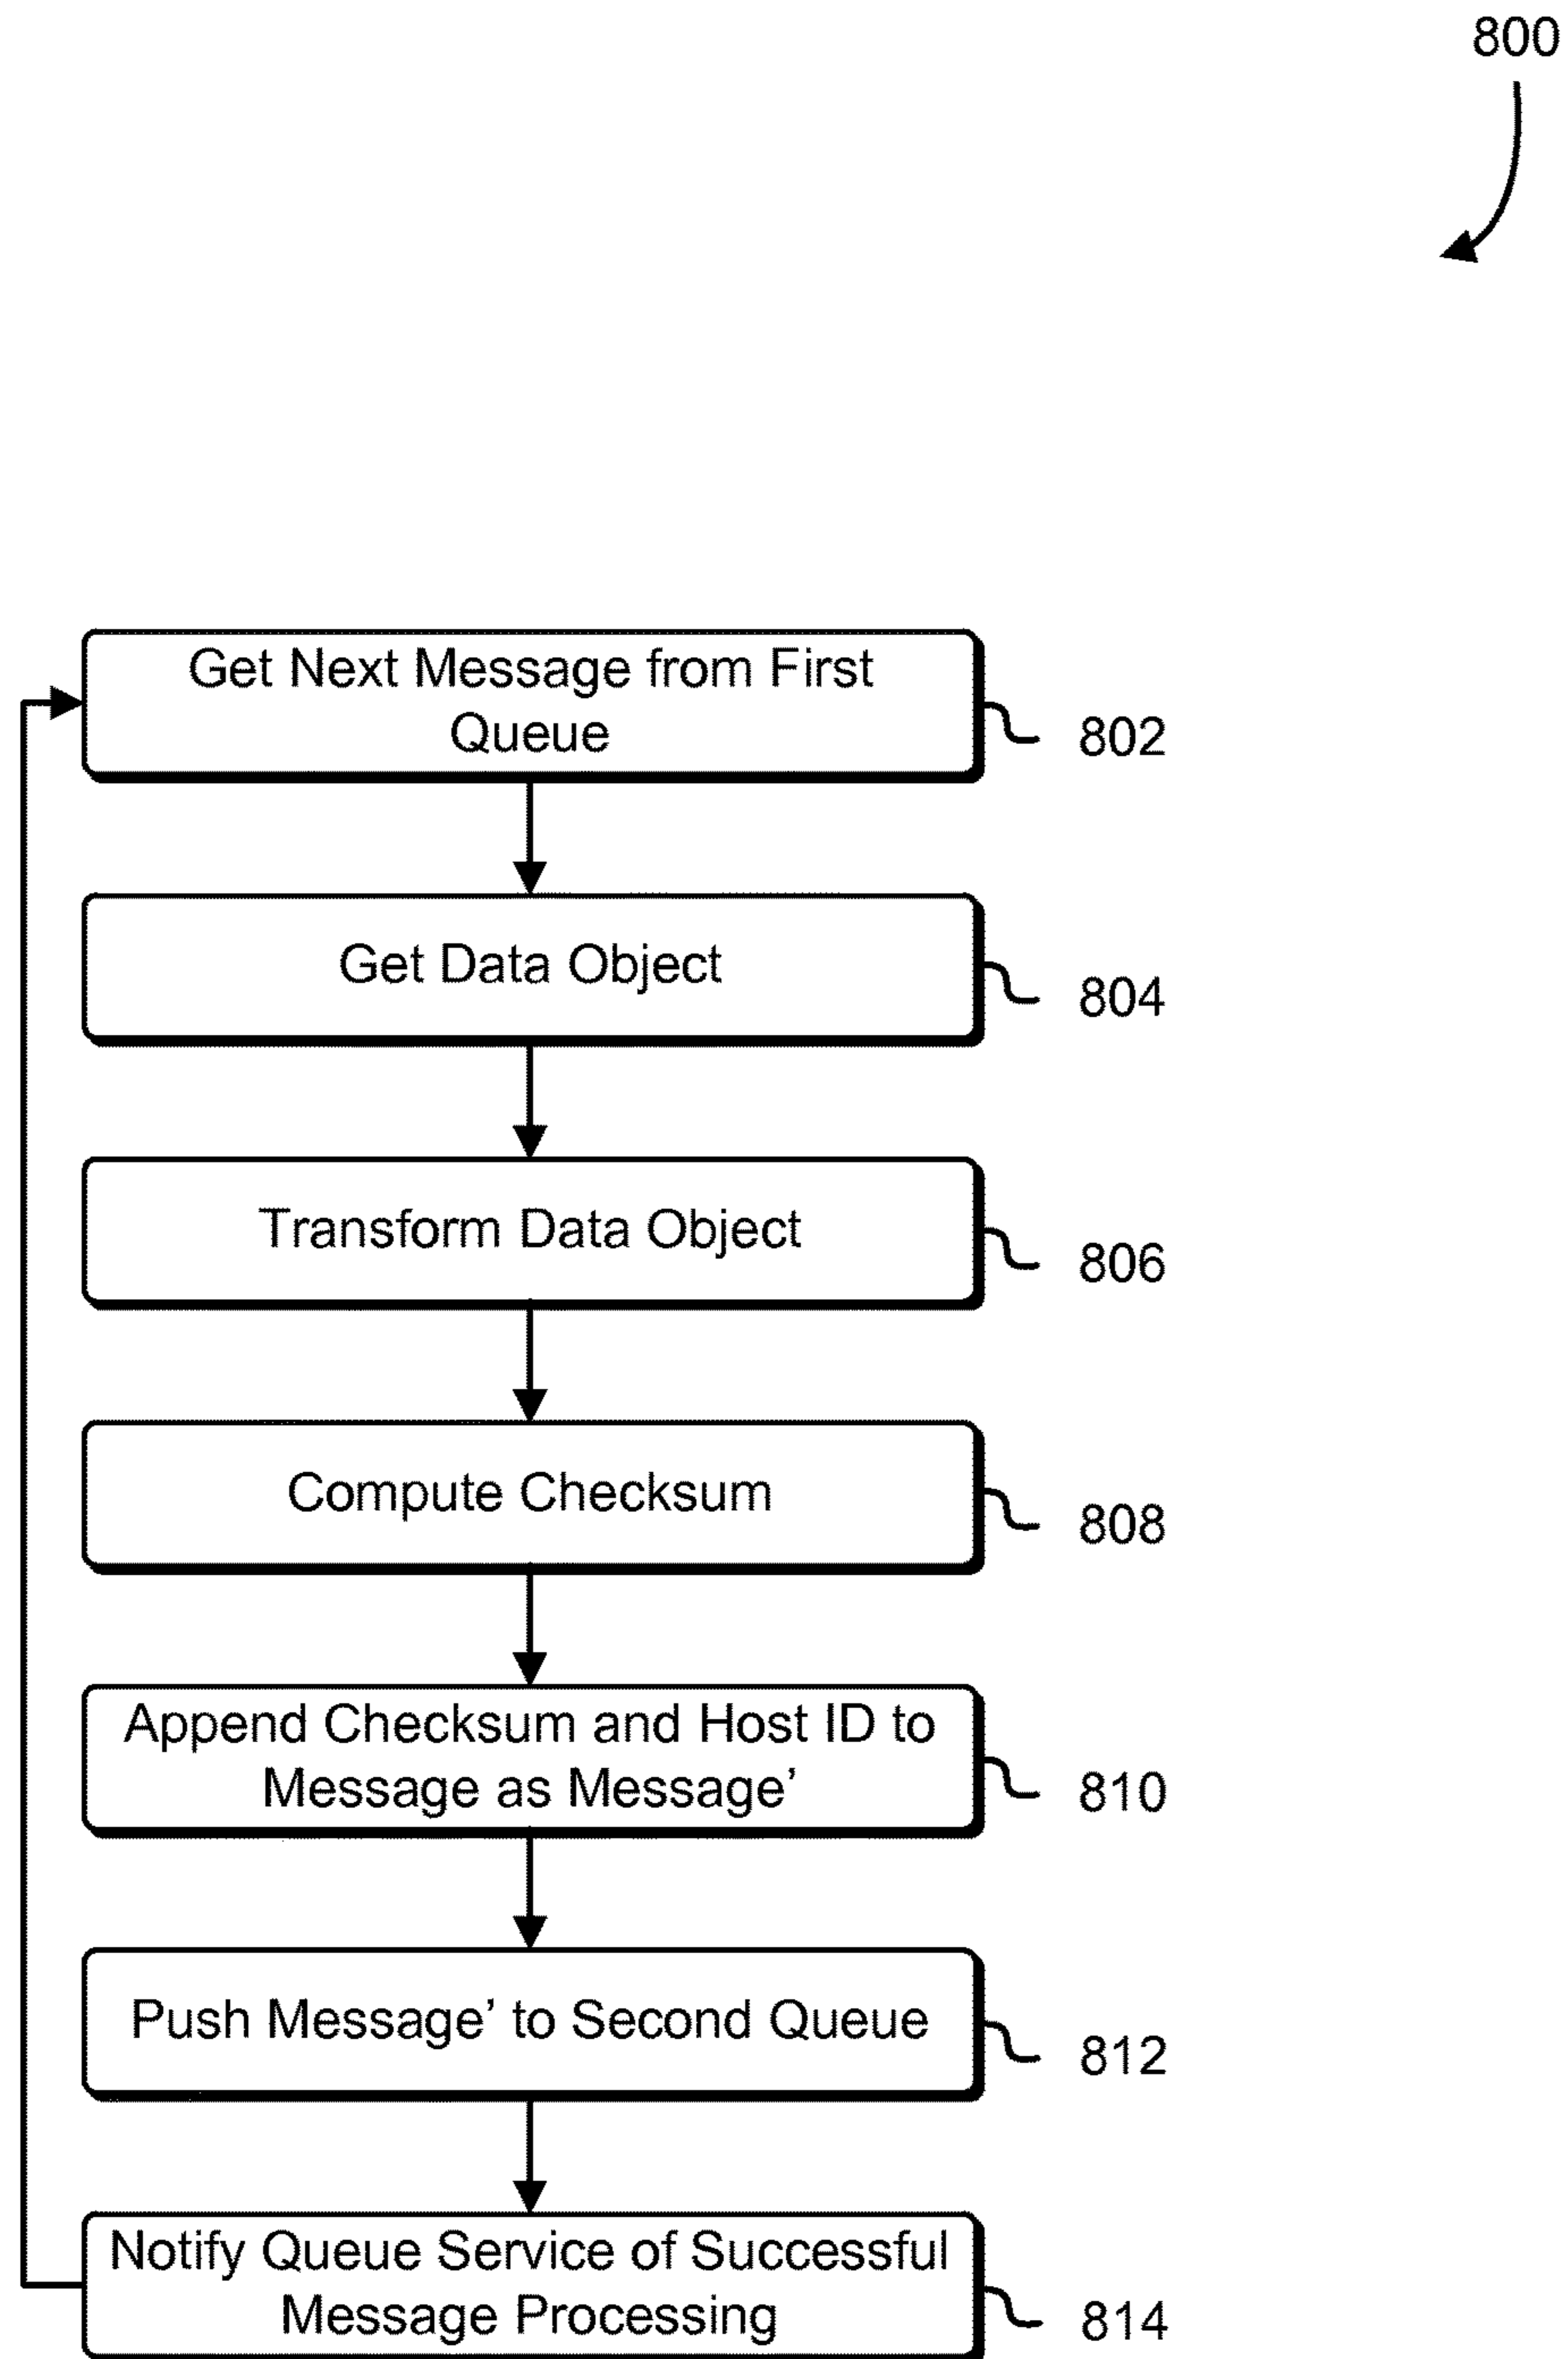 800
Get Next Message from First
Queue
802
Get Data Object
804
Transform Data Object
806
Compute Checksum
808
Append Checksum and Host ID to
Message as Message’
810
Push Message’ to Second Queue
812
Notify Queue Service of Successful
Message Processing
814